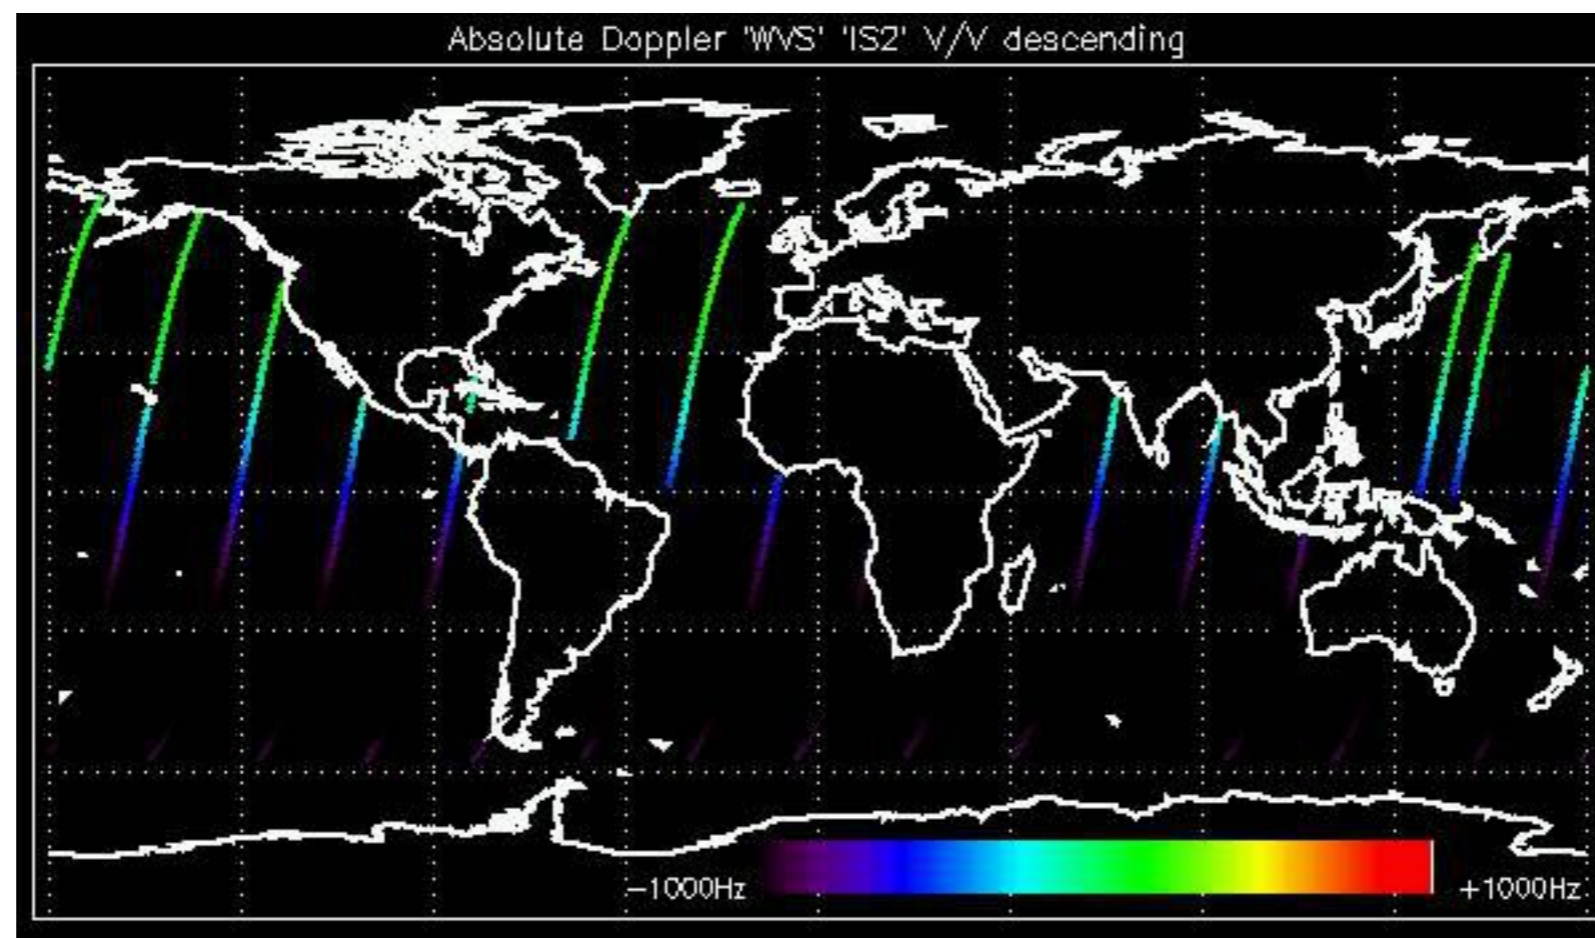 Absolute Doppler 'WVS' 'IS2' V/V descending
−1000Hz +1000Hz